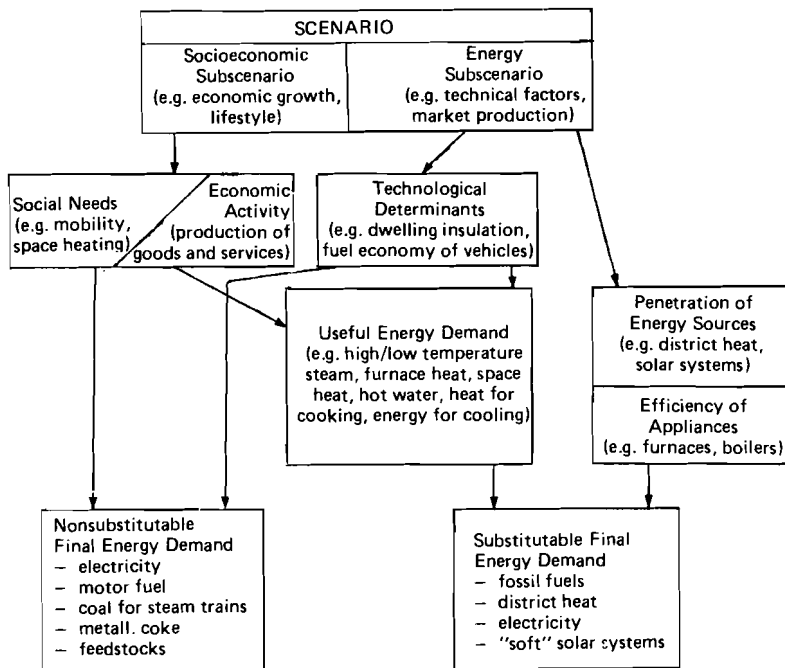 SCENARIO
Socioeconomic
Subscenario
(e.g. economic growth,
lifestyle)
Energy
Subscenario
(e.g. technical factors,
market production)
Social Needs
(e.g. mobility,
space heating)
Economic
Activity
(production of
goods and services)
Technological
Determinants
(e.g. dwelling insulation,
fuel economy of vehicles)
Useful Energy Demand
(e.g. high/low temperature
steam, furnace heat, space
heat, hot water, heat for
cooking, energy for cooling)
Penetration of
Energy Sources
(e.g. district heat,
solar systems)
Efficiency of
Appliances
(e.g. furnaces, boilers)
Nonsubstitutable
Final Energy Demand
– electricity
– motor fuel
– coal for steam trains
– metall. coke
– feedstocks
Substitutable Final
Energy Demand
– fossil fuels
– district heat
– electricity
– "soft" solar systems